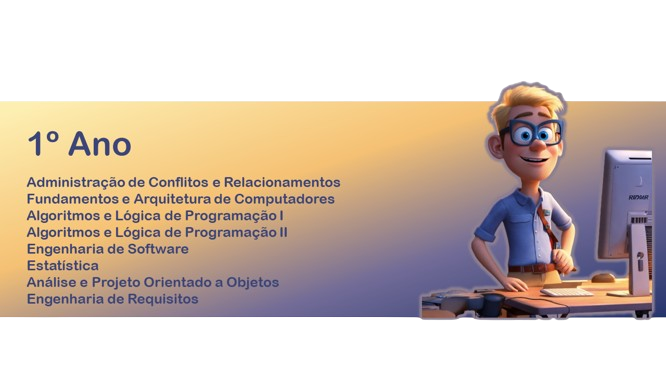 1º Ano
Administração de Conflitos e Relacionamentos
Fundamentos e Arquitetura de Computadores
Algoritmos e Lógica de Programação I
Algoritmos e Lógica de Programação II
Engenharia de Software
Estatística
Análise e Projeto Orientado a Objetos
Engenharia de Requisitos